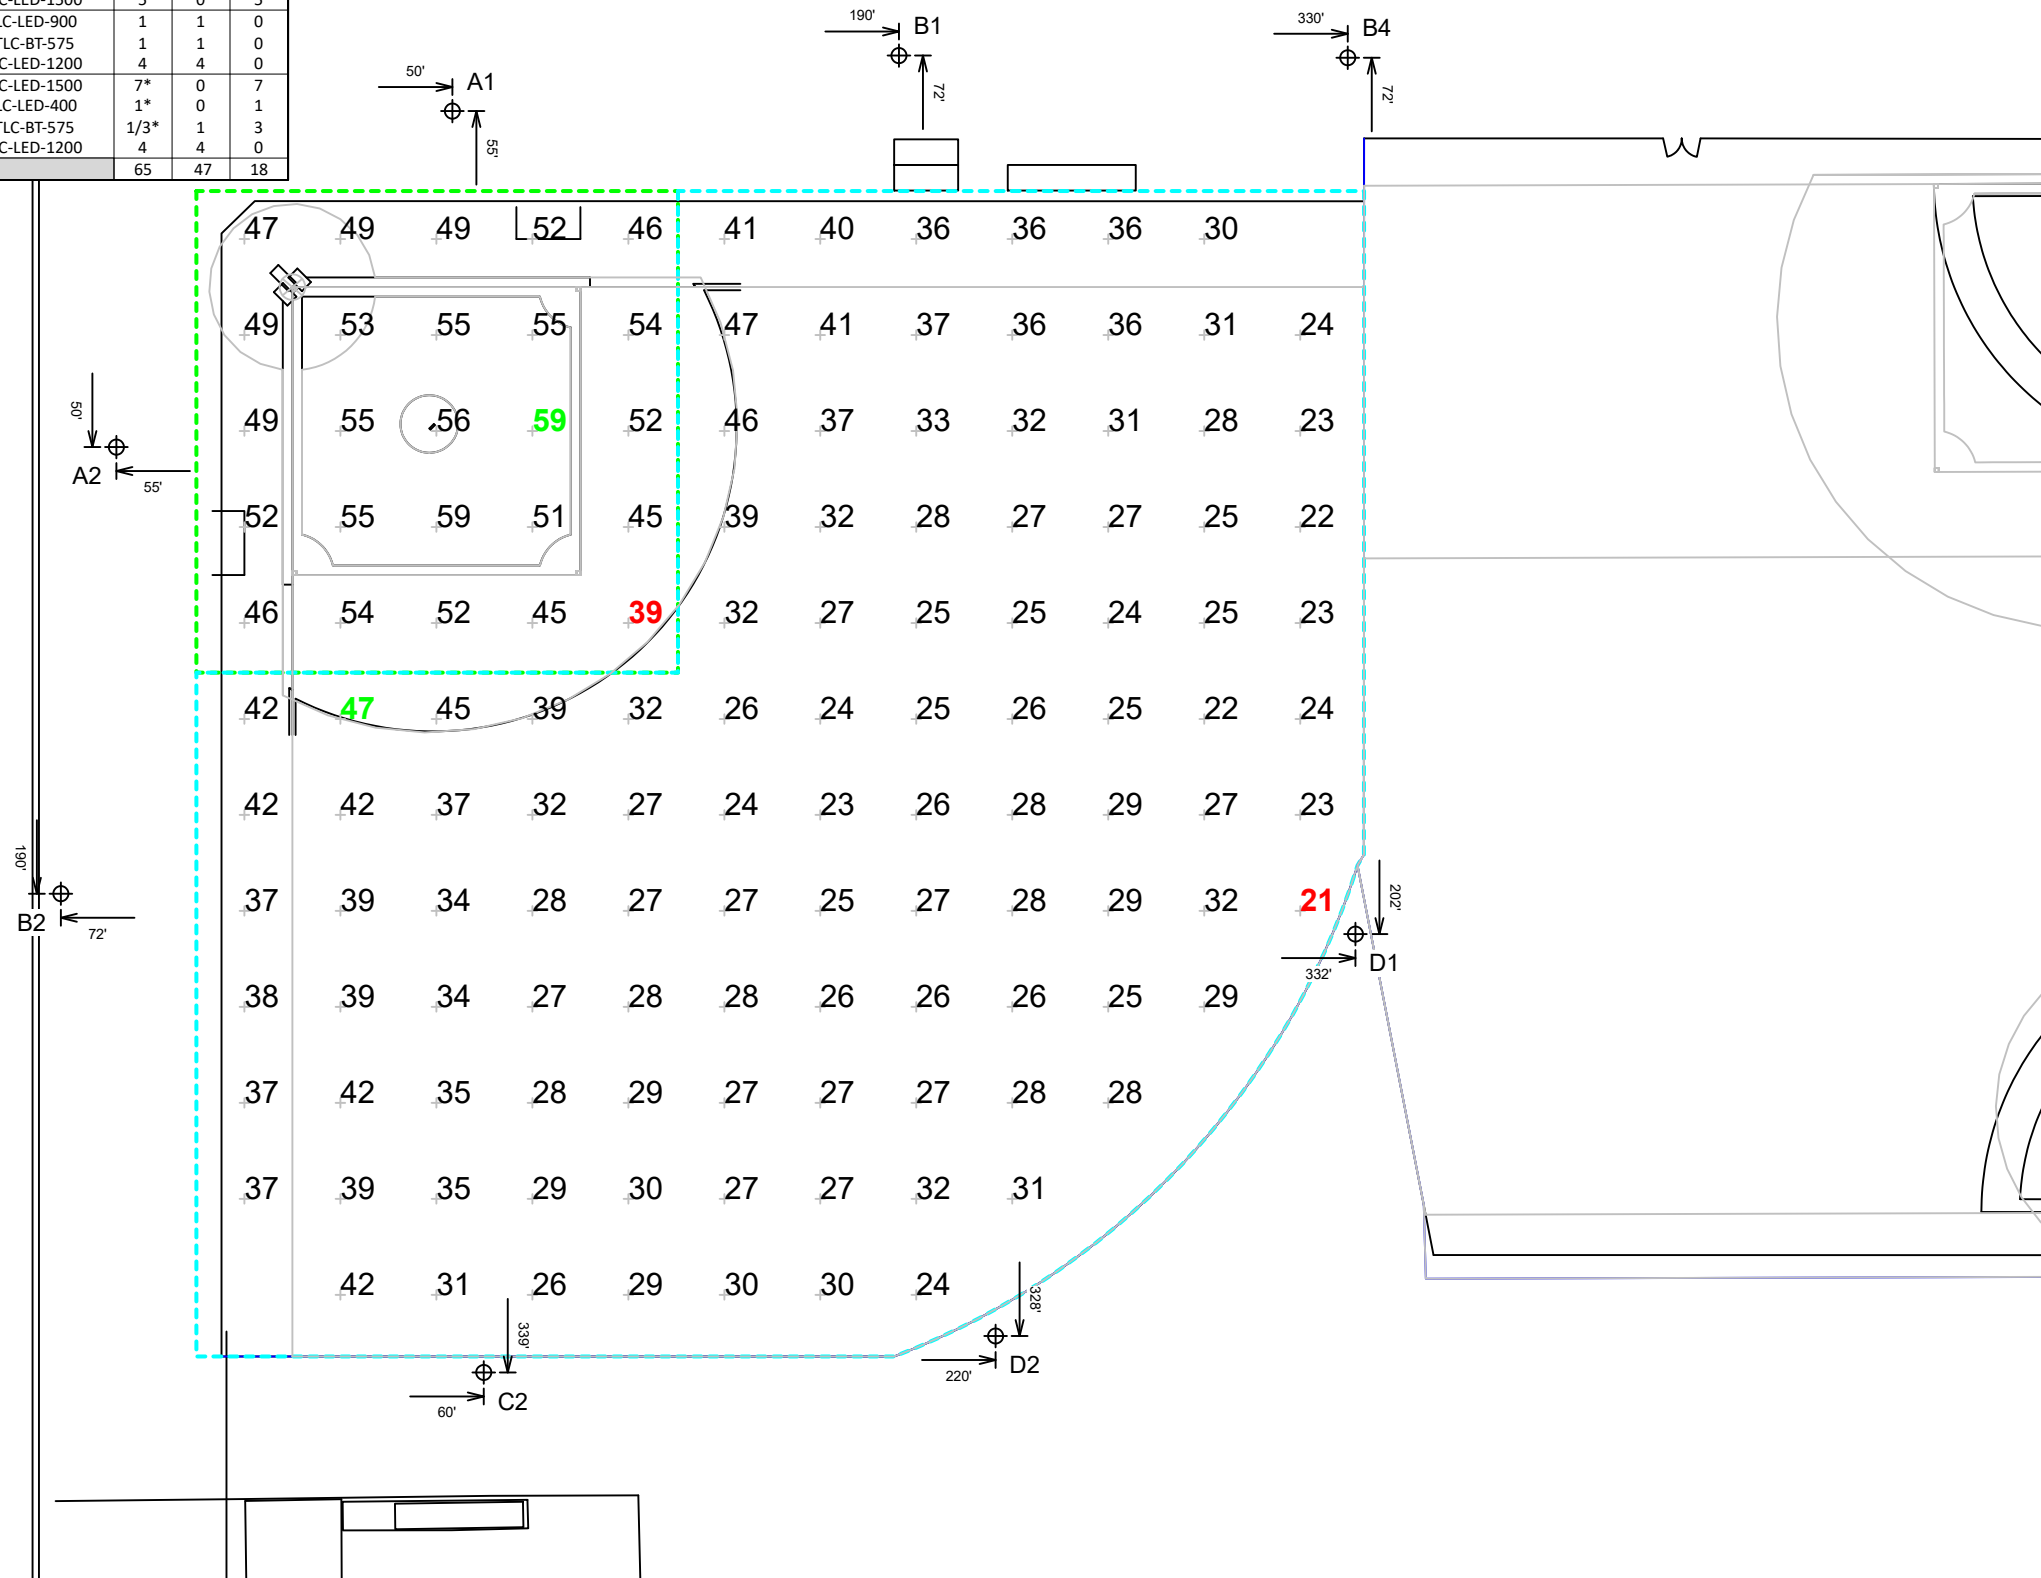 C-LED-1500 5 0 5
LC-LED-900 1 1 0
TLC-BT-575 1 1 0
C-LED-1200 4 4 0
C-LED-1500 7* 0 7
LC-LED-400 1* 0 1
TLC-BT-575 1/3* 1 3
C-LED-1200 4 4 0
65 47 18
190' B1
72'
330' B4
72'
50' A1
55'
47 49 49 52 46 41 40 36 36 36 30
49 53 55 55 54 47 41 37 36 36 31 24
50'
A2
55'
49 55 56 59 52 46 37 33 32 31 28 23
52 55 59 51 45 39 32 28 27 27 25 22
46 54 52 45 39 32 27 25 25 24 25 23
42 47 45 39 32 26 24 25 26 25 22 24
42 42 37 32 27 24 23 26 28 29 27 23
190'
B2
72'
37 39 34 28 27 27 25 27 28 29 32 21
202'
332' D1
38 39 34 27 28 28 26 26 26 25 29
37 42 35 28 29 27 27 27 28 28
37 39 35 29 30 27 27 32 31
42 31 26 29 30 30 24
339'
60' C2
328'
220' D2